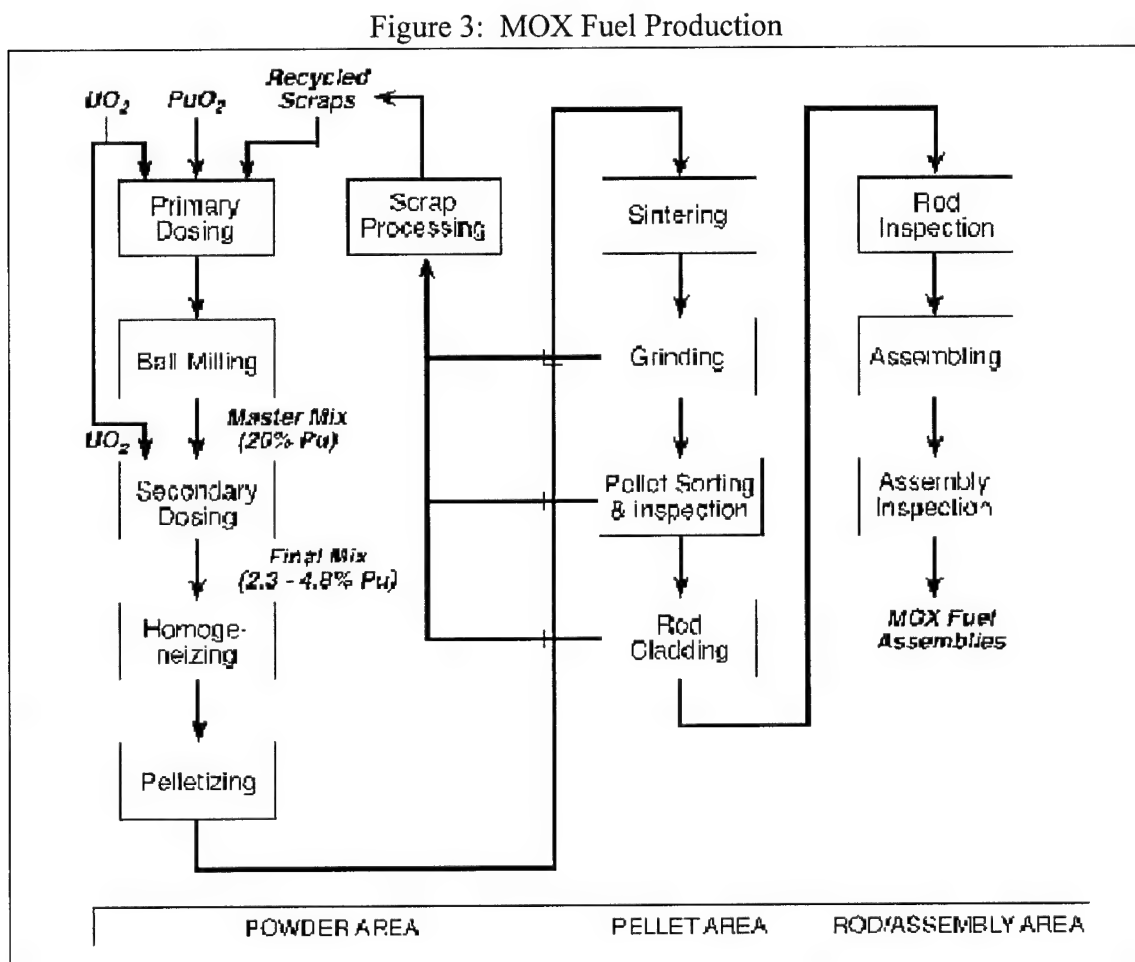 Figure 3: MOX Fuel Production
UO2
PuO2
Recycled
Scraps
Primary
Dosing
Scrap
Processing
Sintering
Rod
Inspection
Ball Milling
Grinding
Assembling
UO2
Master Mix
(20% Pu)
Secondary
Dosing
Pellet Sorting
& Inspection
Assembly
Inspection
Final Mix
(2.3 - 4.8% Pu)
Homoge-
neizing
Rod
Cladding
MOX Fuel
Assemblies
Pelletizing
POWDER AREA
PELLET AREA
ROD/ASSEMBLY AREA